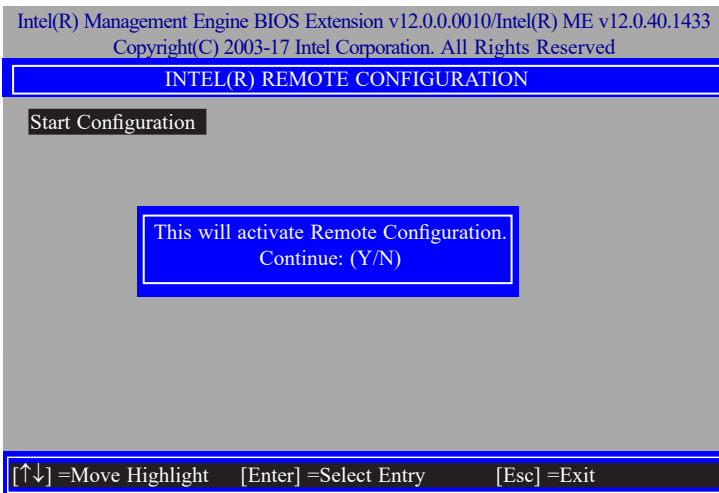 Intel(R) Management Engine BIOS Extension v12.0.0.0010/Intel(R) ME v12.0.40.1433
Copyright(C) 2003-17 Intel Corporation. All Rights Reserved
INTEL(R) REMOTE CONFIGURATION
Start Configuration
This will activate Remote Configuration.
Continue: (Y/N)
[↑↓] =Move Highlight [Enter] =Select Entry [Esc] =Exit